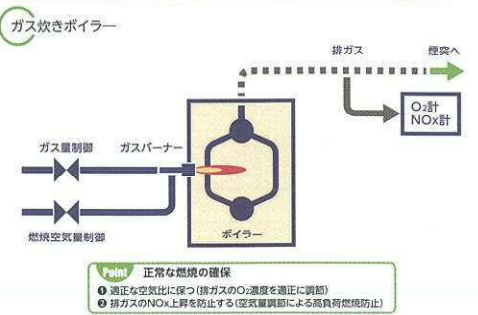 ガス炊きボイラー
排ガス
煙突へ
O₂計
NOx計
ガス量制御
ガスバーナー
燃焼空気量制御
ボイラー
Point 正常な燃焼の確保
❶ 適正な空気比に保つ(排ガスのO₂濃度を適正に調節)
❷ 排ガスのNOx上昇を防止する(空気量調節による高負荷燃焼防止)